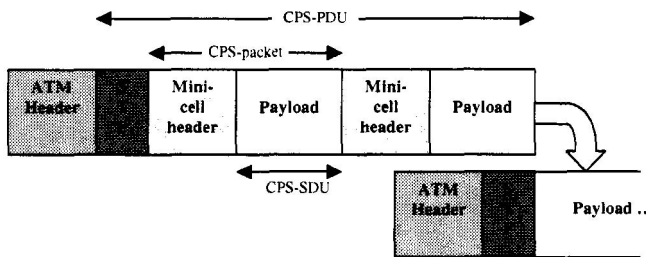 CPS-PDU
CPS-packet
ATM
Header
Mini-
cell
header
Payload
Mini-
cell
header
Payload
CPS-SDU
ATM
Header
Payload ...